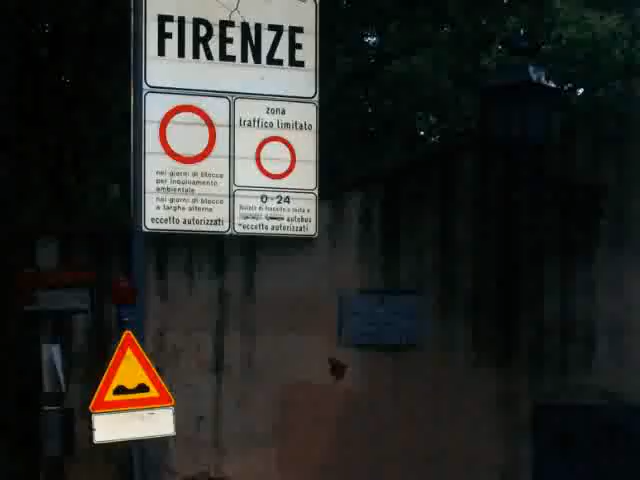 FIRENZE
nei giorni di blocco
per inquinamento
ambientale
nei giorni di blocco
a targhe alterne
eccetto autorizzati
zona
traffico limitato
0-24
autobus
eccetto autorizzati